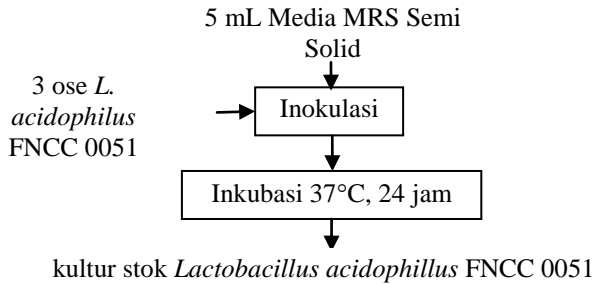 5 mL Media MRS Semi
Solid
3 ose L.
acidophilus
FNCC 0051
Inokulasi
Inkubasi 37°C, 24 jam
kultur stok Lactobacillus acidophillus FNCC 0051